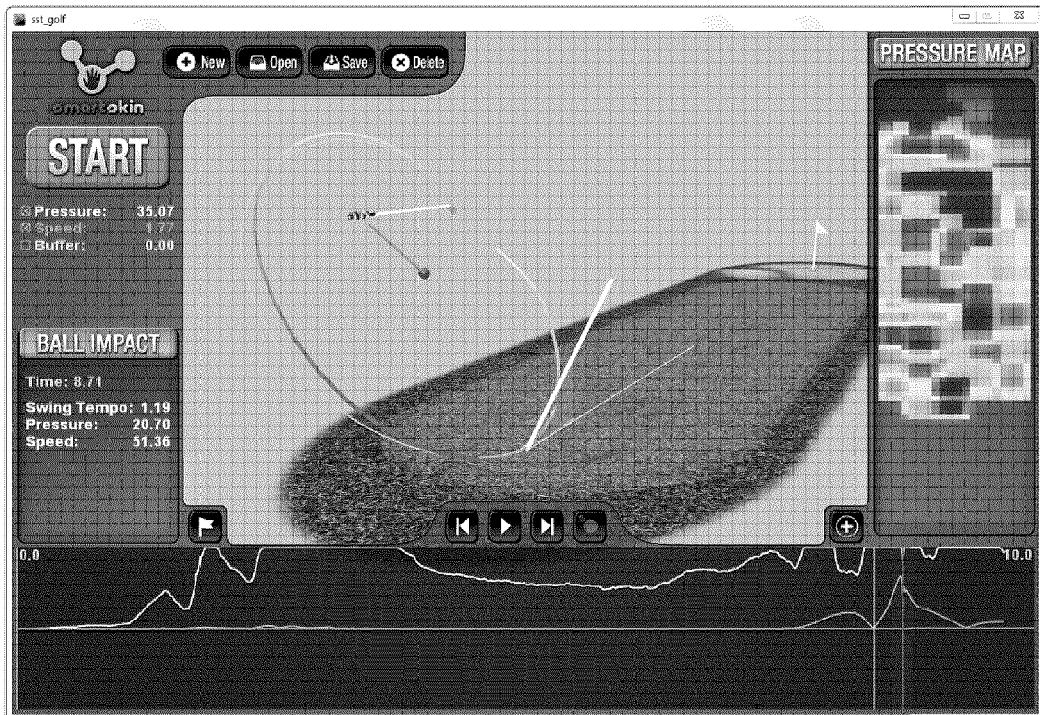 sst_golf
New Open Save Delete
smartskin
START
Pressure: 35.07
Speed: 1.77
Buffer: 0.00
PRESSURE MAP
BALL IMPACT
Time: 8.71
Swing Tempo: 1.19
Pressure: 20.70
Speed: 51.36
0.0
10.0